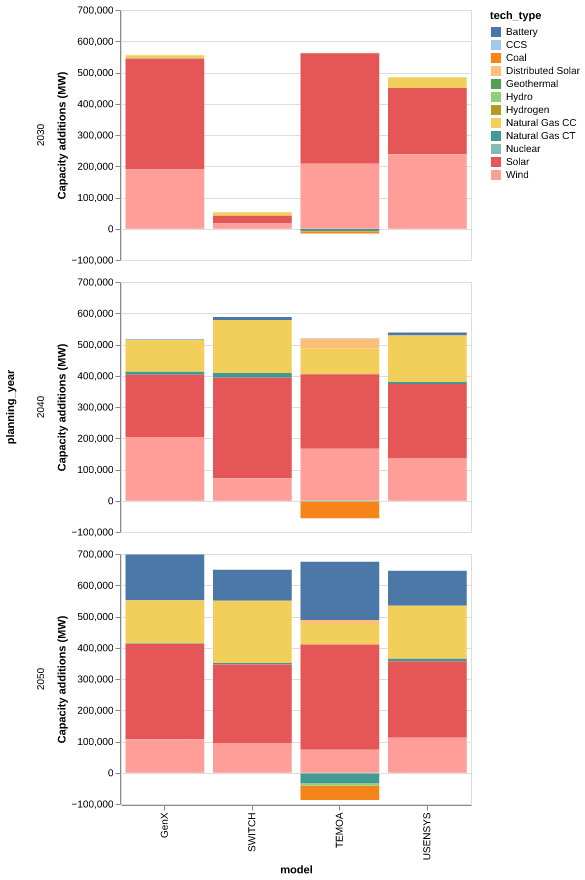 tech_type
Battery
CCS
Coal
Distributed Solar
Geothermal
Hydro
Hydrogen
Natural Gas CC
Natural Gas CT
Nuclear
Solar
Wind
planning_year
2030
Capacity additions (MW)
700,000
600,000
500,000
400,000
300,000
200,000
100,000
0
−100,000
2040
Capacity additions (MW)
700,000
600,000
500,000
400,000
300,000
200,000
100,000
0
−100,000
2050
Capacity additions (MW)
700,000
600,000
500,000
400,000
300,000
200,000
100,000
0
−100,000
GenX
SWITCH
TEMOA
USENSYS
model